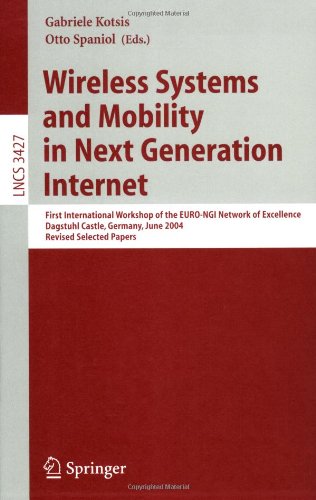 Gabriele Kotsis
Otto Spaniol (Eds.)
LNCS 3427
Wireless Systems
and Mobility
in Next Generation
Internet
First International Workshop of the EURO-NGI Network of Excellence
Dagstuhl Castle, Germany, June 2004
Revised Selected Papers
Springer